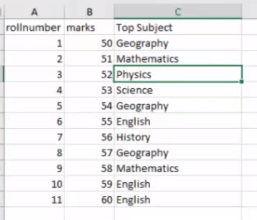 A B C
rollnumber marks Top Subject
1 50 Geography
2 51 Mathematics
3 52 Physics
4 53 Science
5 54 Geography
6 55 English
7 56 History
8 57 Geography
9 58 Mathematics
10 59 English
11 60 English